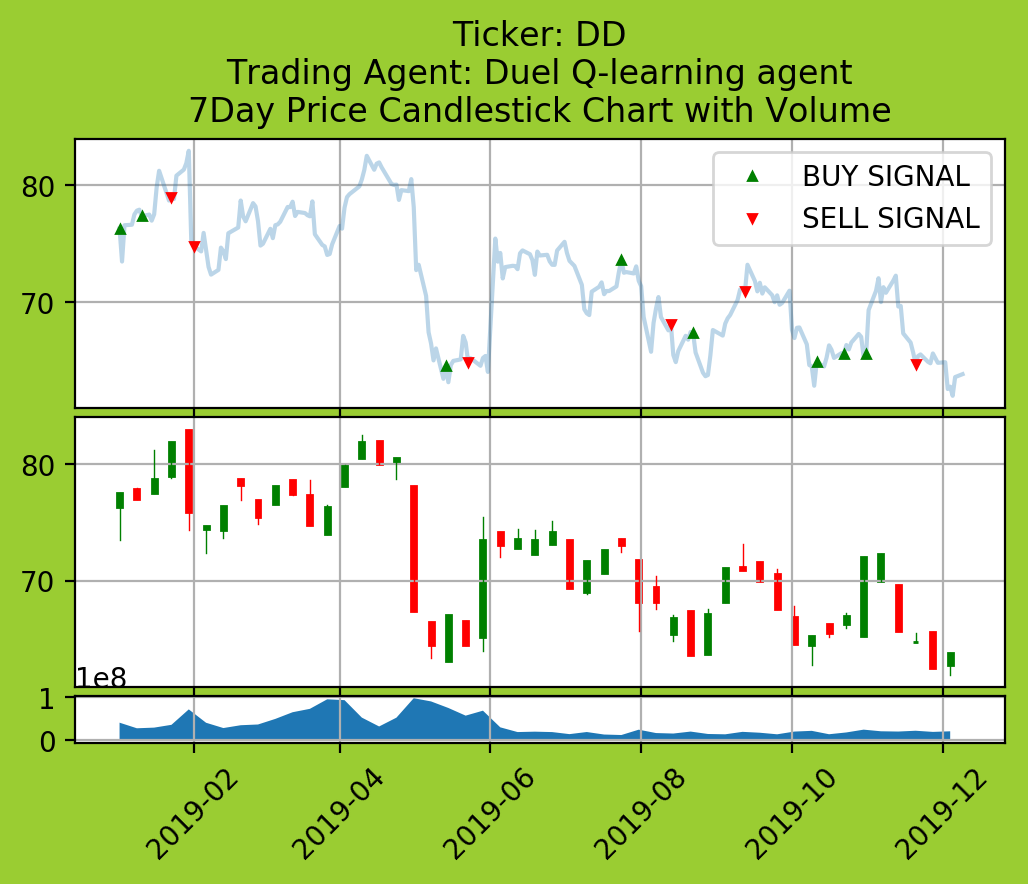 Ticker: DD
Trading Agent: Duel Q-learning agent
7Day Price Candlestick Chart with Volume
BUY SIGNAL
SELL SIGNAL
80
70
80
70
1e8
1
0
2019-02
2019-04
2019-06
2019-08
2019-10
2019-12